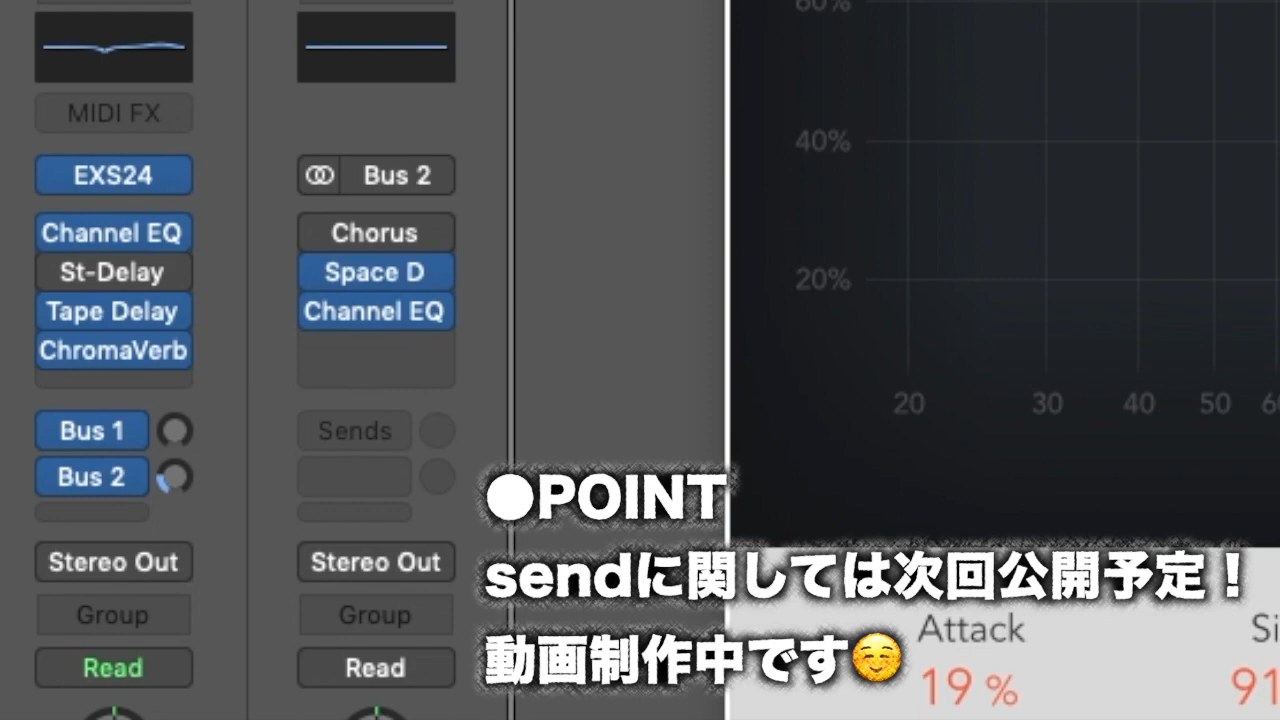 60%
MIDI FX
40%
EXS24
Bus 2
Channel EQ
Chorus
St-Delay
Space D
20%
Tape Delay
Channel EQ
ChromaVerb
20 30 40 50
Bus 1
Sends
Bus 2
●POINT
Stereo Out
Stereo Out
sendに関しては次回公開予定！
Group
Group
Attack
Read
Read
動画制作中です☺️
19 %
91